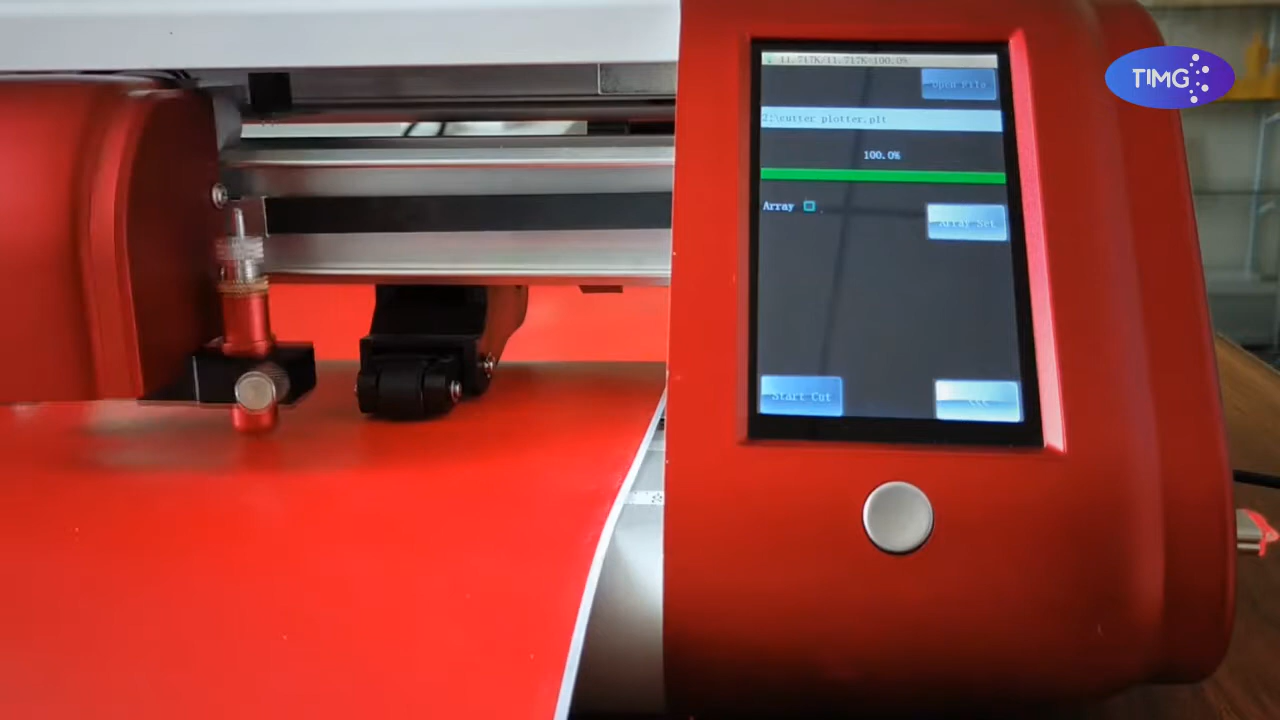 11.717K/11.717K=100.0%
Open File
2:\cutter plotter.plt
100.0%
Array
Array Set
Start Cut
<<<
TIMG